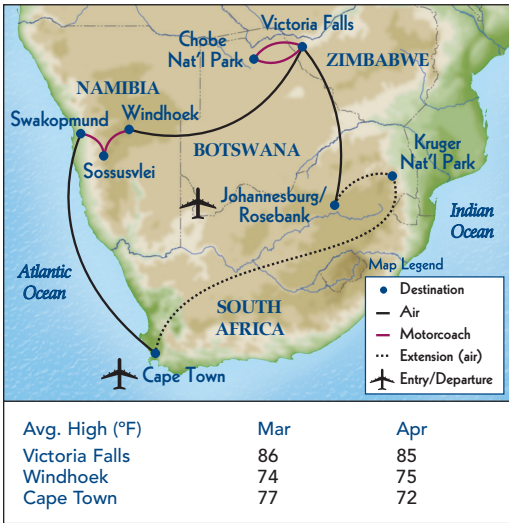 Victoria Falls
Chobe
Nat'l Park
ZIMBABWE
NAMIBIA
Swakopmund
Windhoek
Sossusvlei
BOTSWANA
Kruger
Nat'l Park
Johannesburg/
Rosebank
Indian
Ocean
Atlantic
Ocean
SOUTH
AFRICA
Cape Town
Map Legend
Destination
Air
Motorcoach
Extension (air)
Entry/Departure
Avg. High (ºF) Mar Apr
Victoria Falls 86 85
Windhoek 74 75
Cape Town 77 72